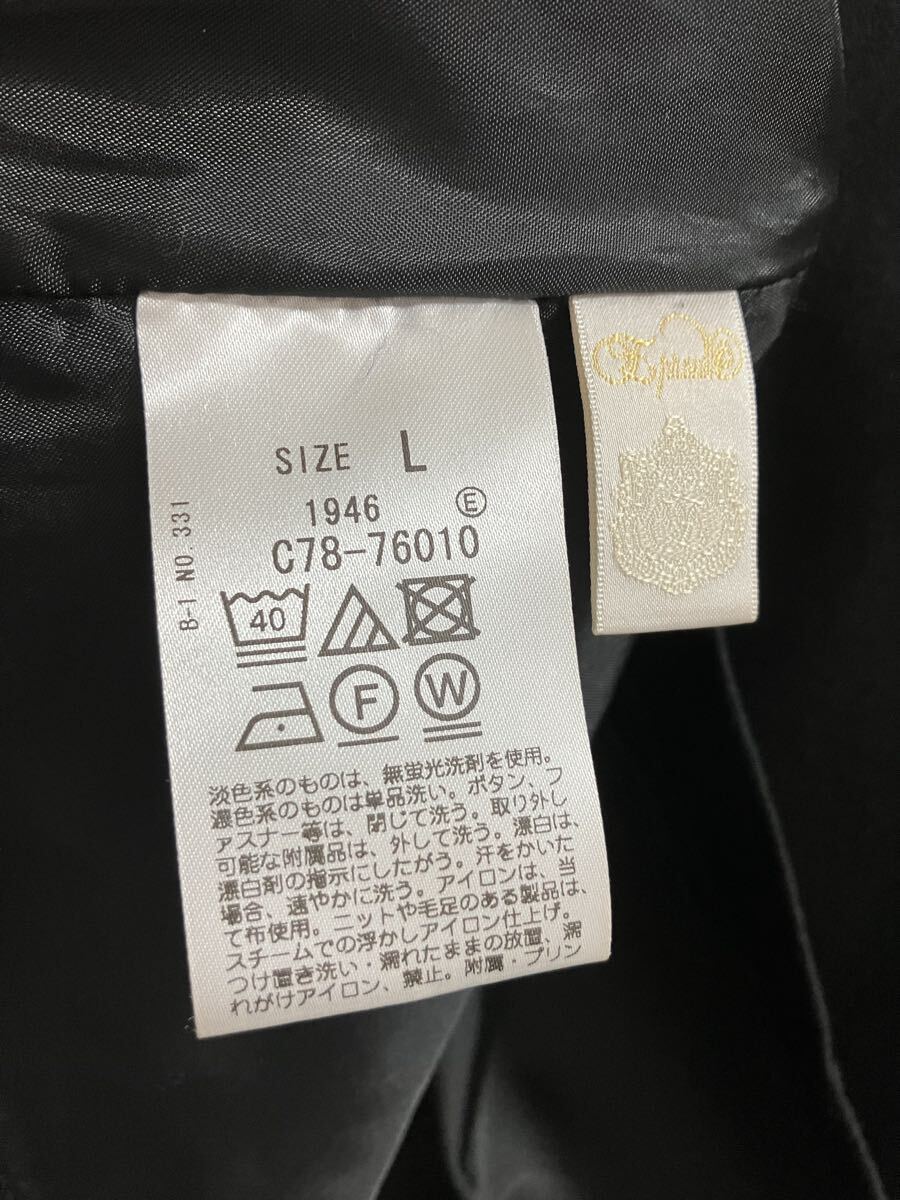 SIZE L
1946 Ⓔ
C78-76010
B-1 NO.331
40
F W
淡色系のものは、無蛍光洗剤を使用。
濃色系のものは単品洗い。ボタン、フ
ァスナー等は、閉じて洗う。取り外し
可能な附属品は、外して洗う。漂白は、
漂白剤の指示にしたがう。汗をかいた
場合、速やかに洗う。アイロンは、当
て布使用。ニットや毛足のある製品は、
スチームでの浮かしアイロン仕上げ。
つけ置き洗い・濡れたままの放置、濡
れがけアイロン、禁止。附属・プリン